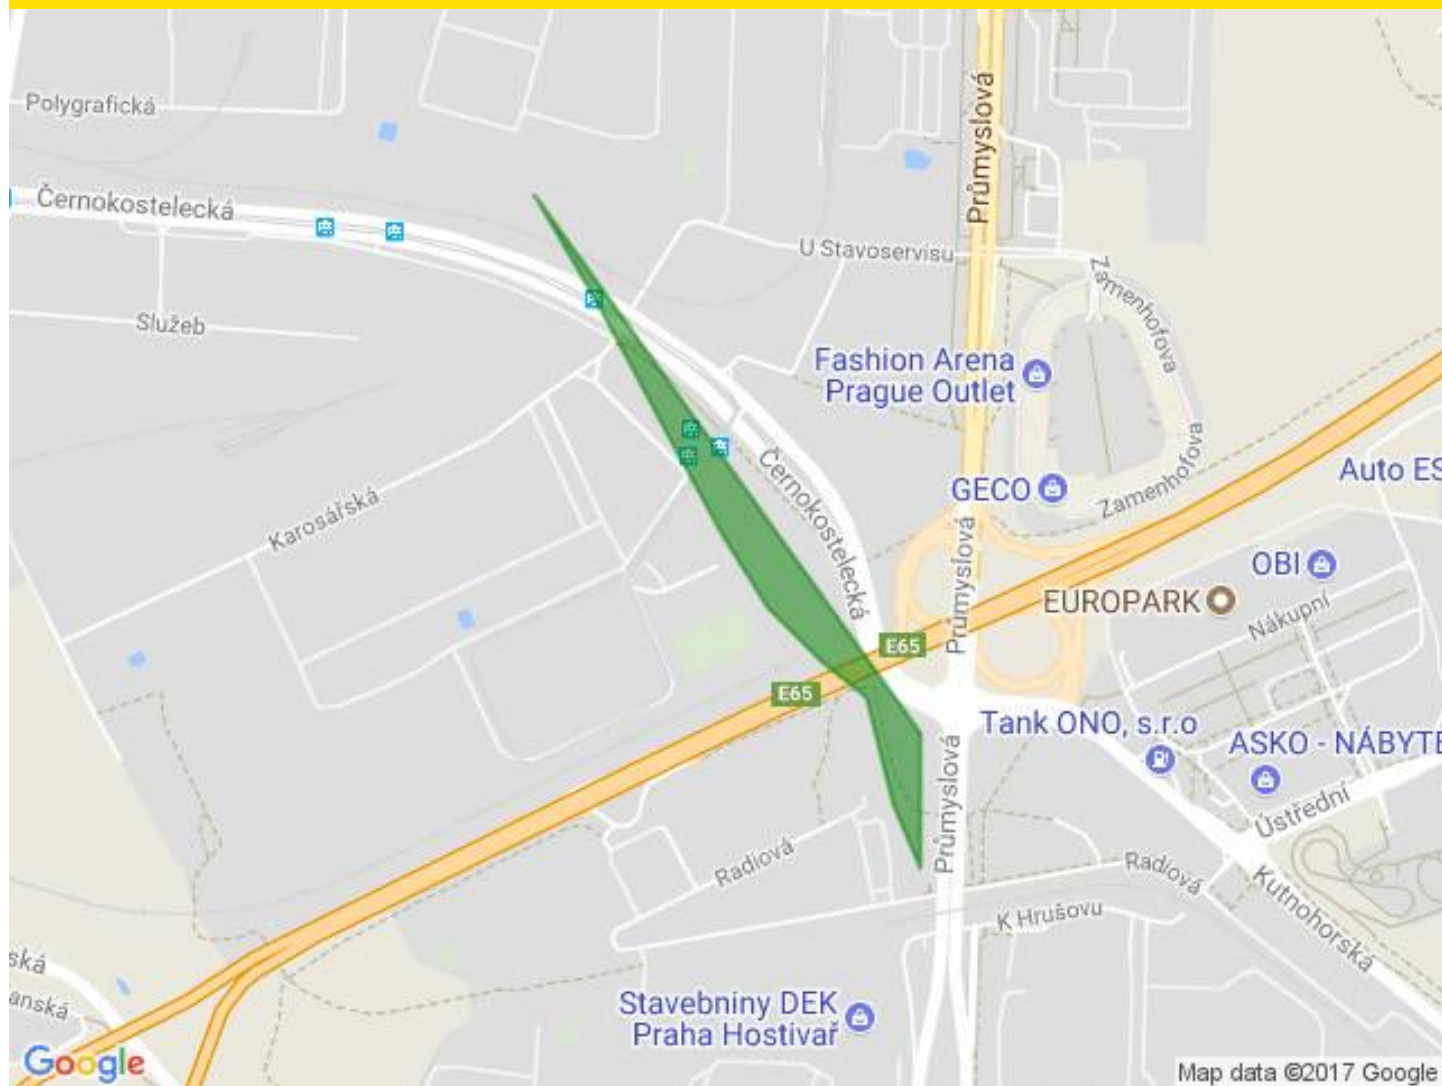 Polygrafická
Průmyslová
Černokostelecká
U Stavoservisu
Zamenhofova
Služeb
Fashion Arena
Prague Outlet
Zamenhofova
Černokostelecká
Auto ES
GECO
Karosářská
Průmyslová
OBI
EUROPARK
Nákupní
E65
E65
Tank ONO, s.r.o
ASKO - NÁBYTE
Průmyslová
Ústřední
Radiová
Radiová
Kutnohorská
K Hrušovu
ská
anská
Stavebniny DEK
Praha Hostivař
Google
Map data ©2017 Google